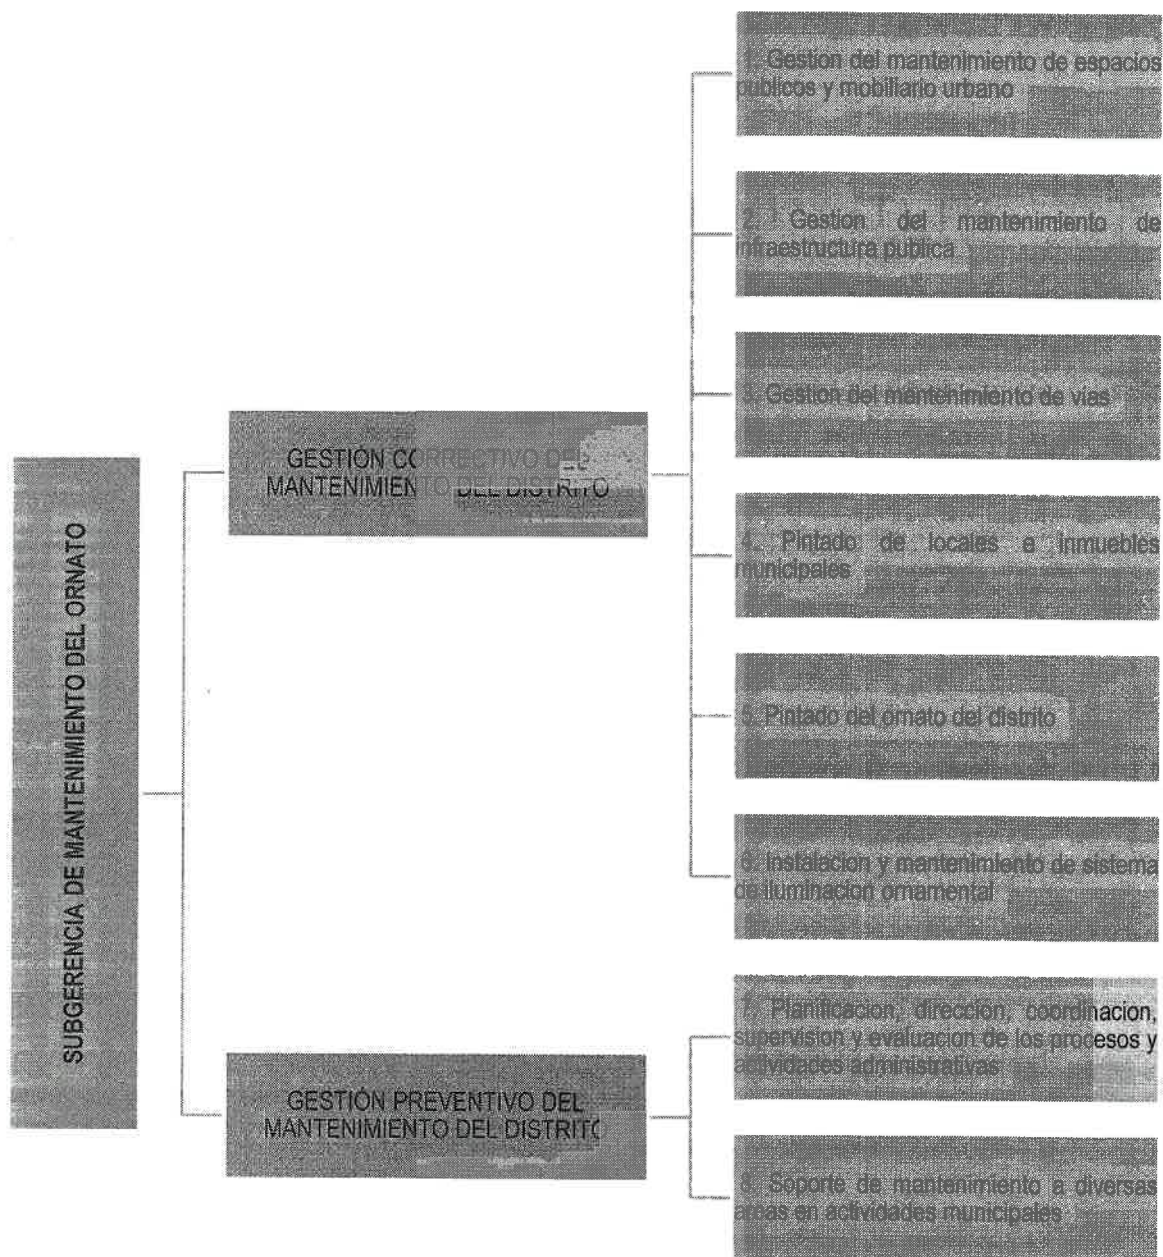 SUBGERENCIA DE MANTENIMIENTO DEL ORNATO
GESTIÓN CORRECTIVO DEL
MANTENIMIENTO DEL DISTRITO
1. Gestion del mantenimiento de espacios
publicos y mobiliario urbano
2. Gestion del mantenimiento de
infraestructura publica
3. Gestion del mantenimiento de vias
4. Pintado de locales e inmuebles
municipales
5. Pintado del ornato del distrito
6. Instalacion y mantenimiento de sistema
de iluminacion ornamental
GESTIÓN PREVENTIVO DEL
MANTENIMIENTO DEL DISTRITO
7. Planificacion, dirección, coordinacion,
supervision y evaluacion de los procesos y
actividades administrativas
8. Soporte de mantenimiento a diversas
areas en actividades municipales